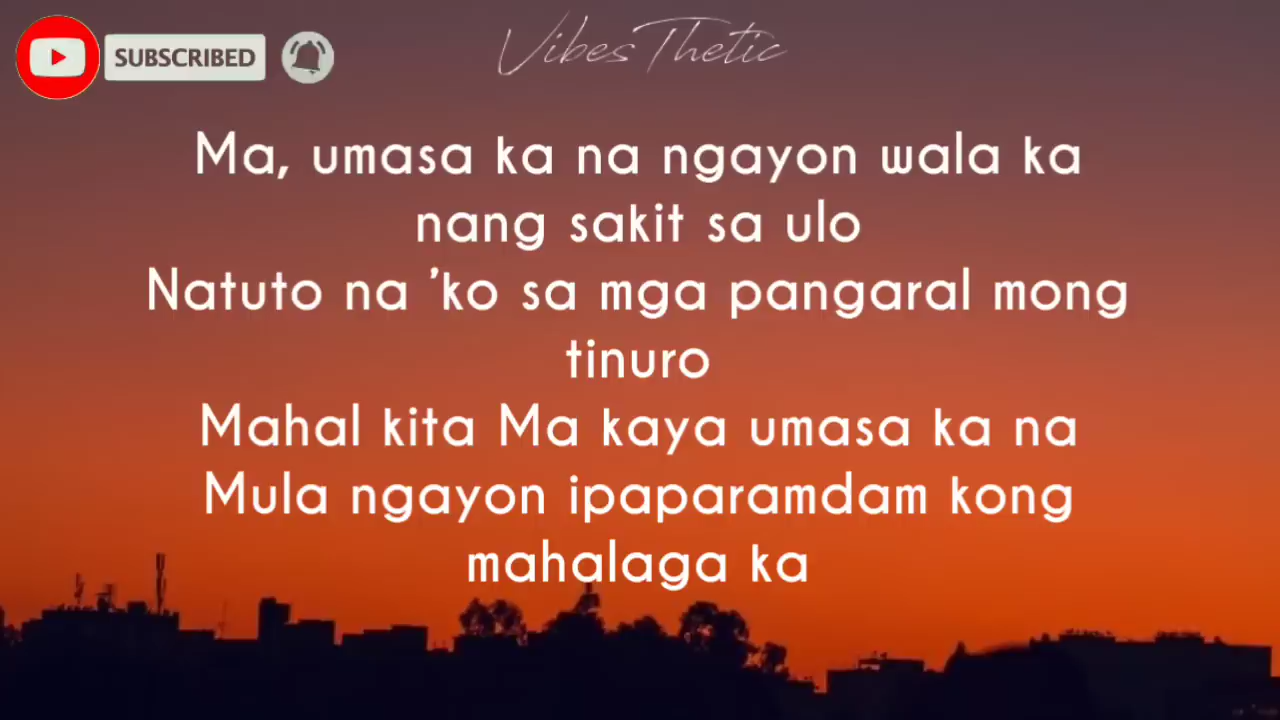 SUBSCRIBED
VibesThetic
Ma, umasa ka na ngayon wala ka
nang sakit sa ulo
Natuto na 'ko sa mga pangaral mong
tinuro
Mahal kita Ma kaya umasa ka na
Mula ngayon ipaparamdam kong
mahalaga ka